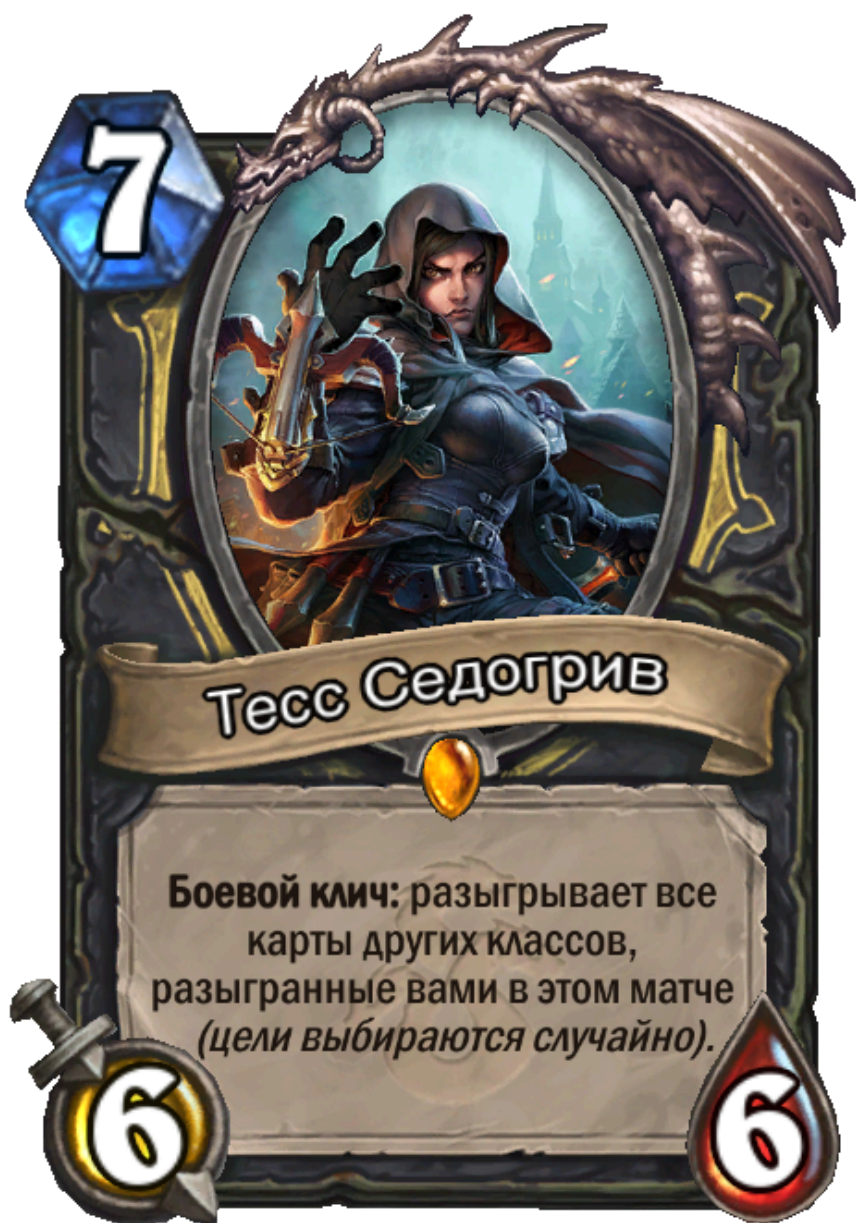 7
Тесс Седогрив
Боевой клич: разыгрывает все
карты других классов,
разыгранные вами в этом матче
(цели выбираются случайно).
6
6